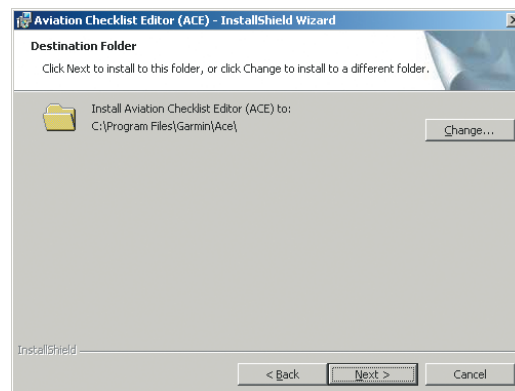 Aviation Checklist Editor (ACE) - InstallShield Wizard
Destination Folder
Click Next to install to this folder, or click Change to install to a different folder.
Install Aviation Checklist Editor (ACE) to:
C:\Program Files\Garmin\Ace\
Change...
InstallShield
< Back
Next >
Cancel